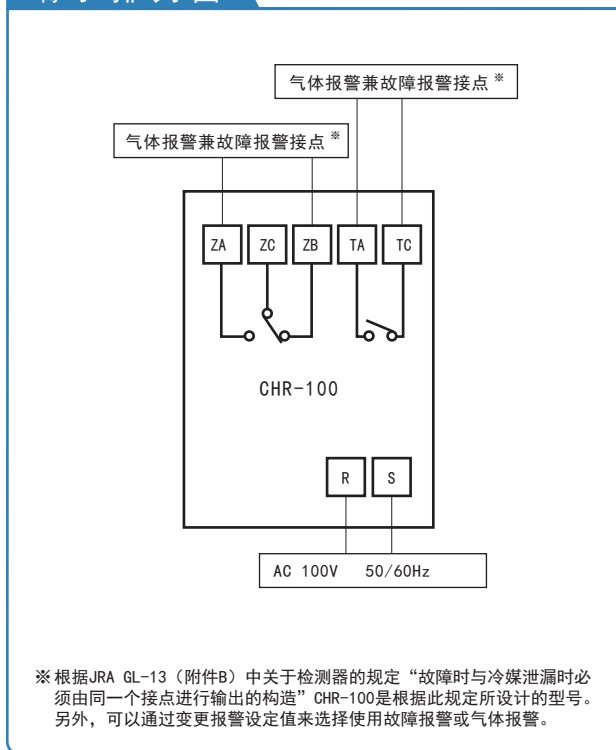 气体报警兼故障报警接点※
气体报警兼故障报警接点※
ZA ZC ZB TA TC
CHR-100
R S
AC 100V 50/60Hz
※根据JRA GL-13（附件B）中关于检测器的规定“故障时与冷媒泄漏时必
须由同一个接点进行输出的构造”CHR-100是根据此规定所设计的型号。
另外，可以通过变更报警设定值来选择使用故障报警或气体报警。